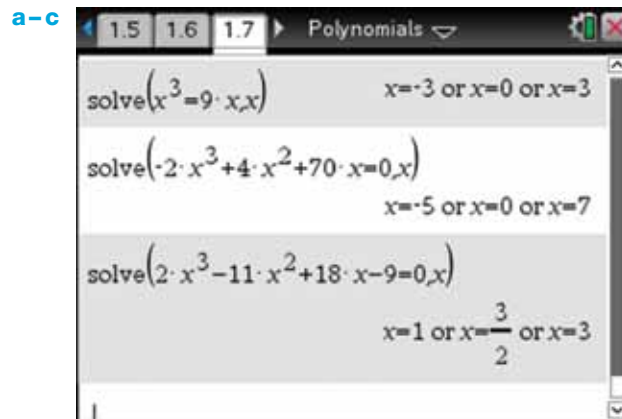 a–c
1.5 1.6 1.7 Polynomials
solve(x^3=9·x,x) x=-3 or x=0 or x=3
solve(-2·x^3+4·x^2+70·x=0,x)
x=-5 or x=0 or x=7
solve(2·x^3−11·x^2+18·x−9=0,x)
x=1 or x=3/2 or x=3